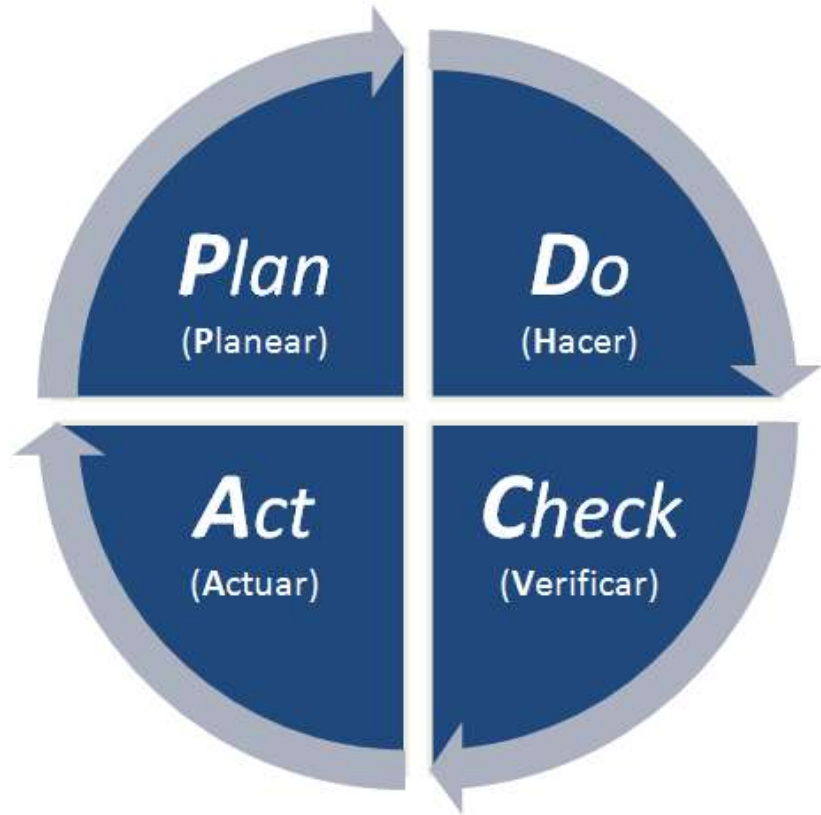 Plan
(Planear)
Do
(Hacer)
Act
(Actuar)
Check
(Verificar)